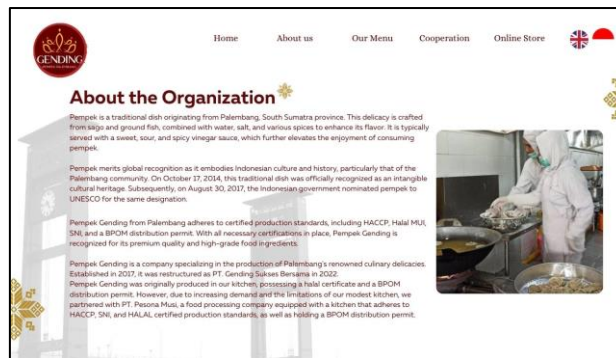 GENDING
Home
About us
Our Menu
Cooperation
Online Store
About the Organization
Pempek is a traditional dish originating from Palembang, South Sumatra province. This delicacy is crafted
from sago and ground fish, combined with water, salt, and various spices to enhance its flavor. It is typically
served with a sweet, sour, and spicy vinegar sauce, which further elevates the enjoyment of consuming
pempek.
Pempek merits global recognition as it embodies Indonesian culture and history, particularly that of the
Palembang community. On October 17, 2014, this traditional dish was officially recognized as an intangible
cultural heritage. Subsequently, on August 30, 2017, the Indonesian government nominated pempek to
UNESCO for the same designation.
Pempek Gending from Palembang adheres to certified production standards, including HACCP, Halal MUI,
SNI, and a BPOM distribution permit. With all necessary certifications in place, Pempek Gending is
recognized for its premium quality and high-grade food ingredients.
Pempek Gending is a company specializing in the production of Palembang's renowned culinary delicacies.
Established in 2017, it was restructured as PT. Gending Sukses Bersama in 2022.
Pempek Gending was originally produced in our kitchen, possessing a halal certificate and a BPOM
distribution permit. However, due to increasing demand and the limitations of our modest kitchen, we
partnered with PT. Pesona Musi, a food processing company equipped with a kitchen that adheres to
HACCP, SNI, and HALAL certified production standards, as well as holding a BPOM distribution permit.